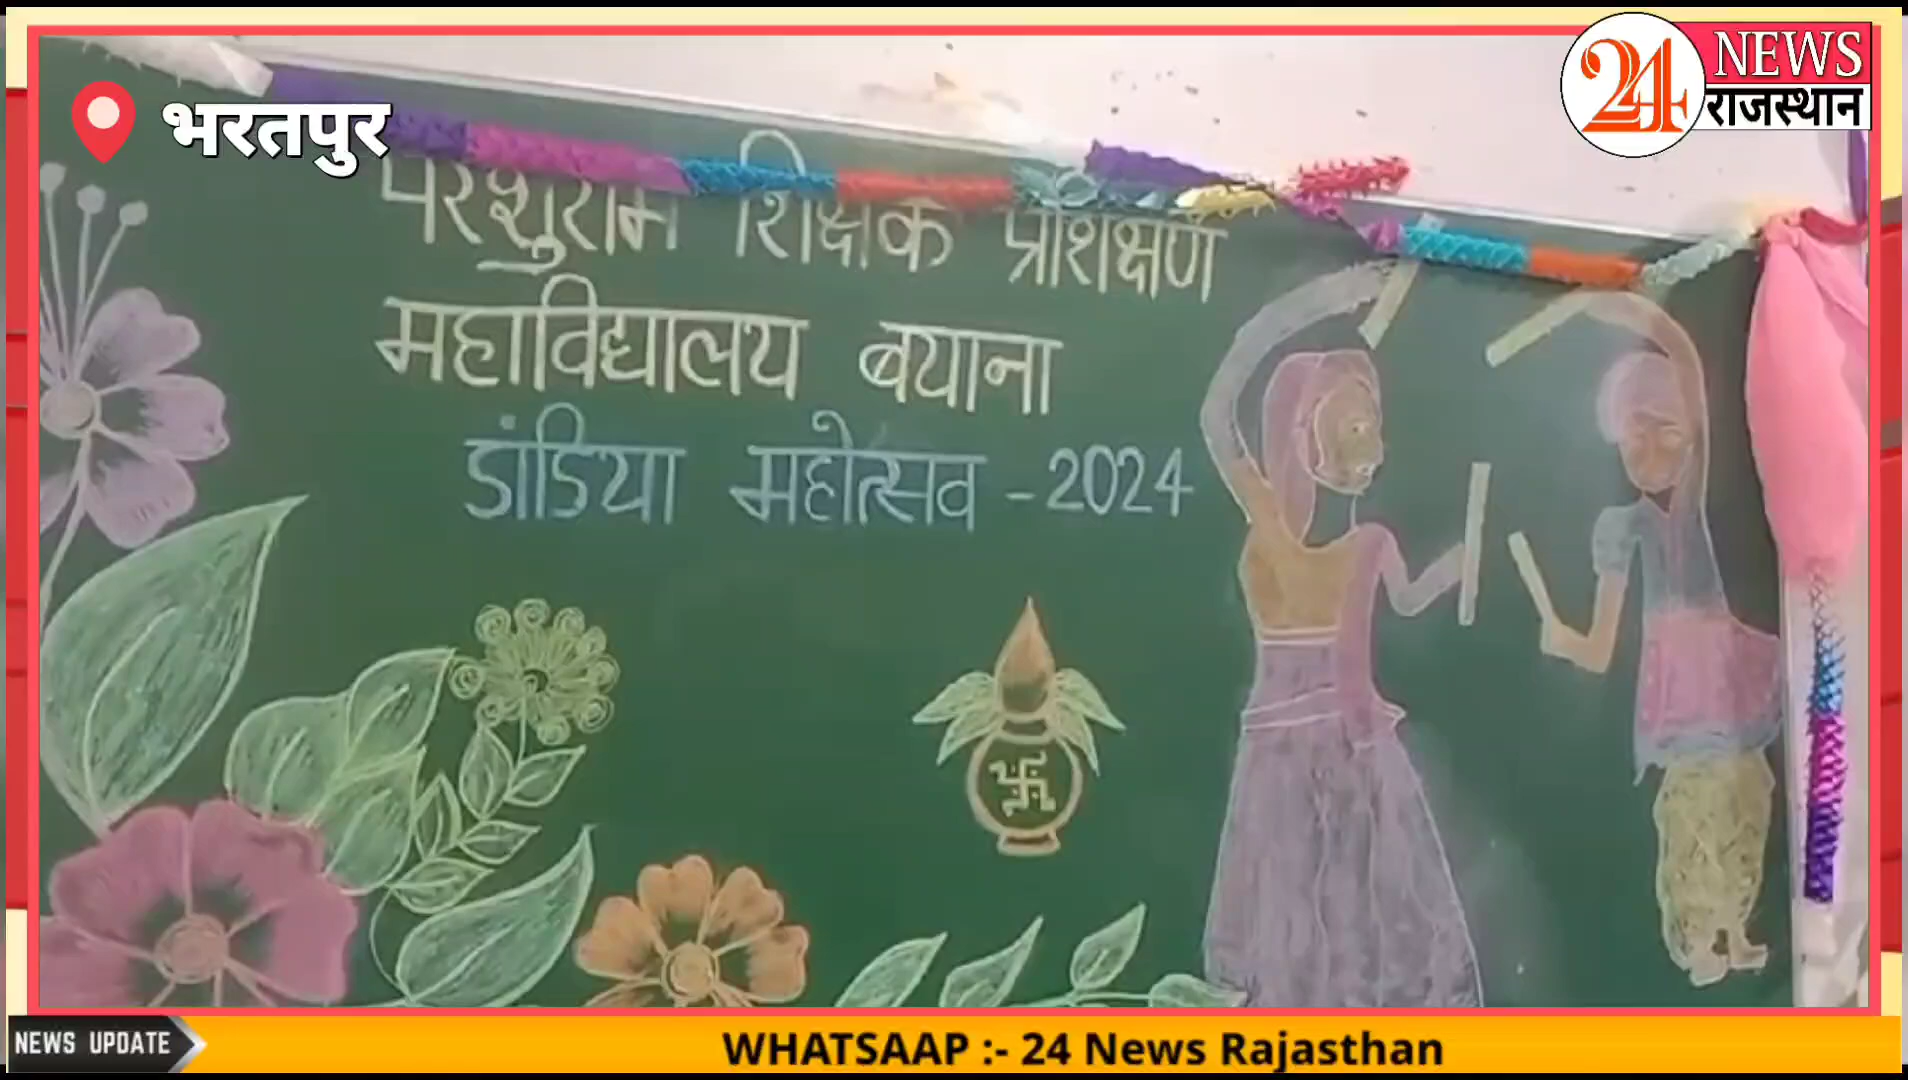 24 NEWS
राजस्थान
भरतपुर
परशुराम शिक्षक प्रशिक्षण
महाविद्यालय बयाना
डांडिया महोत्सव - 2024
NEWS UPDATE
WHATSAAP :- 24 News Rajasthan